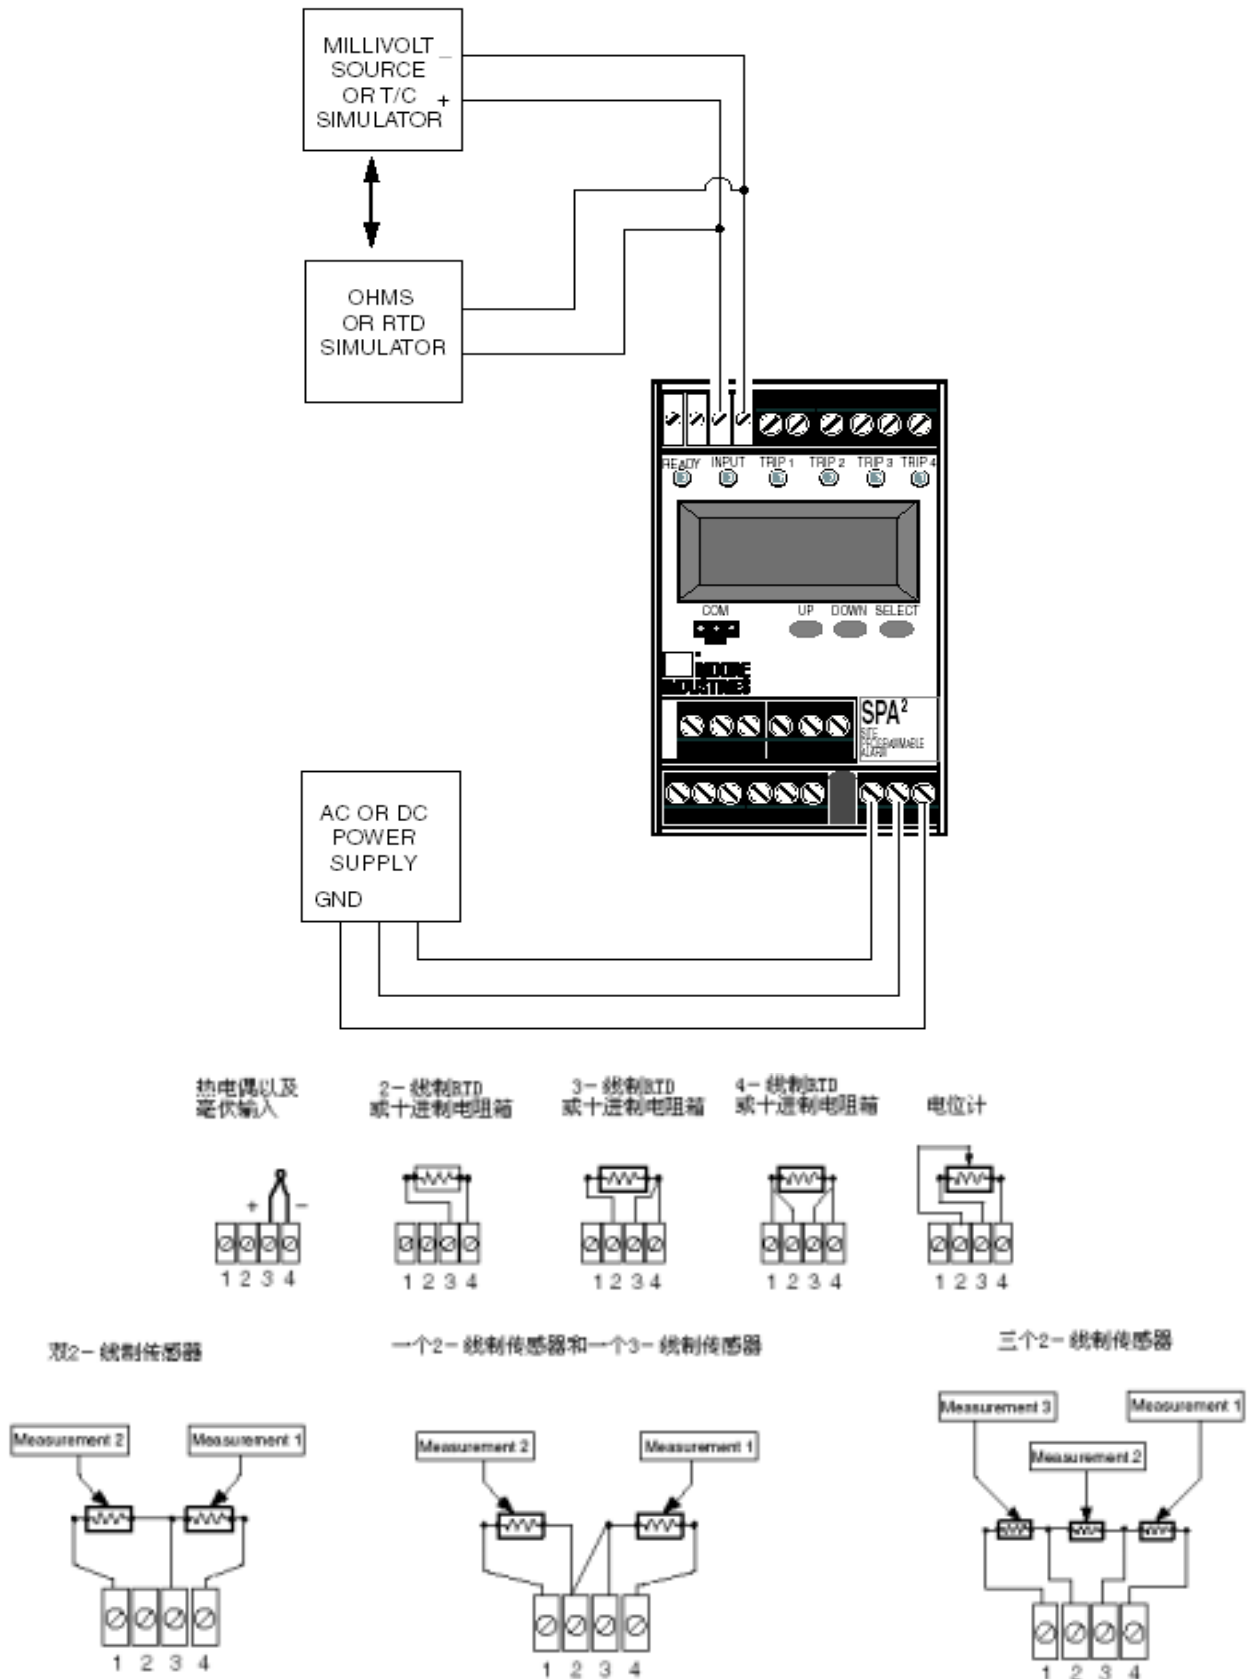 MILLIVOLT –
SOURCE
OR T/C +
SIMULATOR
OHMS
OR RTD
SIMULATOR
READY INPUT TRIP 1 TRIP 2 TRIP 3 TRIP 4
COM UP DOWN SELECT
MOORE
INDUSTRIES
SPA²
SITE
PROGRAMMABLE
ALARM
AC OR DC
POWER
SUPPLY
GND
热电偶以及
毫伏输入
2-线制RTD
或十进制电阻箱
3-线制RTD
或十进制电阻箱
4-线制RTD
或十进制电阻箱
电位计
+ –
1 2 3 4
1 2 3 4
1 2 3 4
1 2 3 4
1 2 3 4
双2-线制传感器
一个2-线制传感器和一个3-线制传感器
三个2-线制传感器
Measurement 2
Measurement 1
1 2 3 4
Measurement 2
Measurement 1
1 2 3 4
Measurement 3
Measurement 1
Measurement 2
1 2 3 4